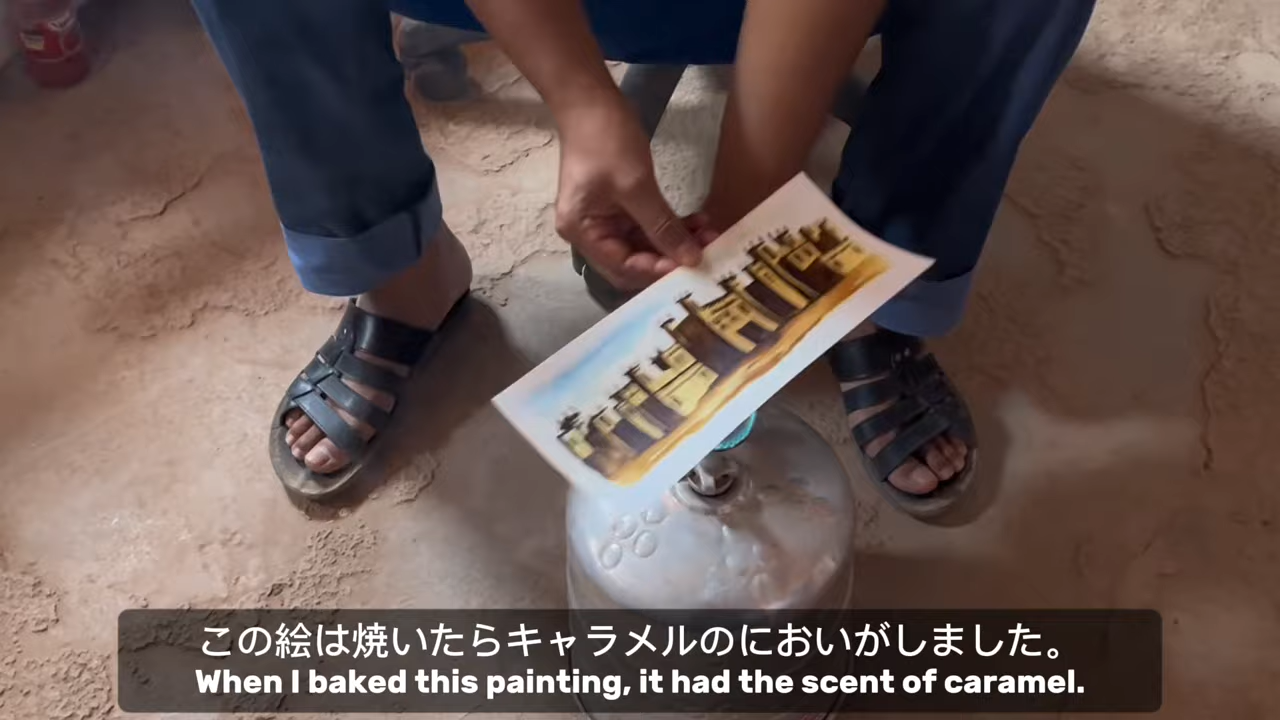 この絵は焼いたらキャラメルのにおいがしました。
When I baked this painting, it had the scent of caramel.